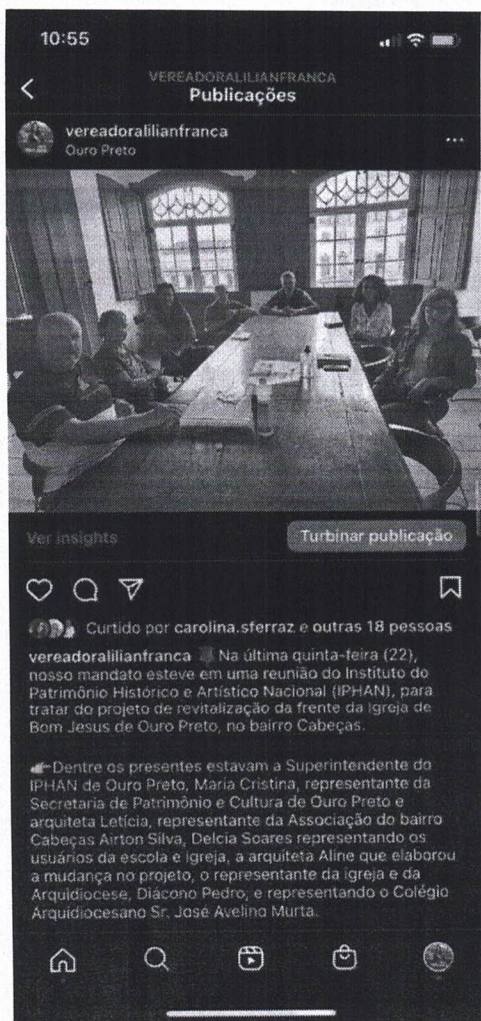 10:55
VEREADORALILIANFRANCA
Publicações
vereadoralilianfranca
Ouro Preto
Ver insights
Turbinar publicação
Curtido por carolina.sferraz e outras 18 pessoas
vereadoralilianfranca Na última quinta-feira (22),
nosso mandato esteve em uma reunião do Instituto do
Patrimônio Histórico e Artístico Nacional (IPHAN), para
tratar do projeto de revitalização da frente da Igreja de
Bom Jesus de Ouro Preto, no bairro Cabeças.
Dentre os presentes estavam a Superintendente do
IPHAN de Ouro Preto, Maria Cristina, representante da
Secretaria de Patrimônio e Cultura de Ouro Preto e
arquiteta Letícia, representante da Associação do bairro
Cabeças Airton Silva, Delcia Soares representando os
usuários da escola e igreja, a arquiteta Aline que elaborou
a mudança no projeto, o representante da igreja e da
Arquidiocese, Diácono Pedro, e representando o Colégio
Arquidiocesano Sr. José Avelino Murta.